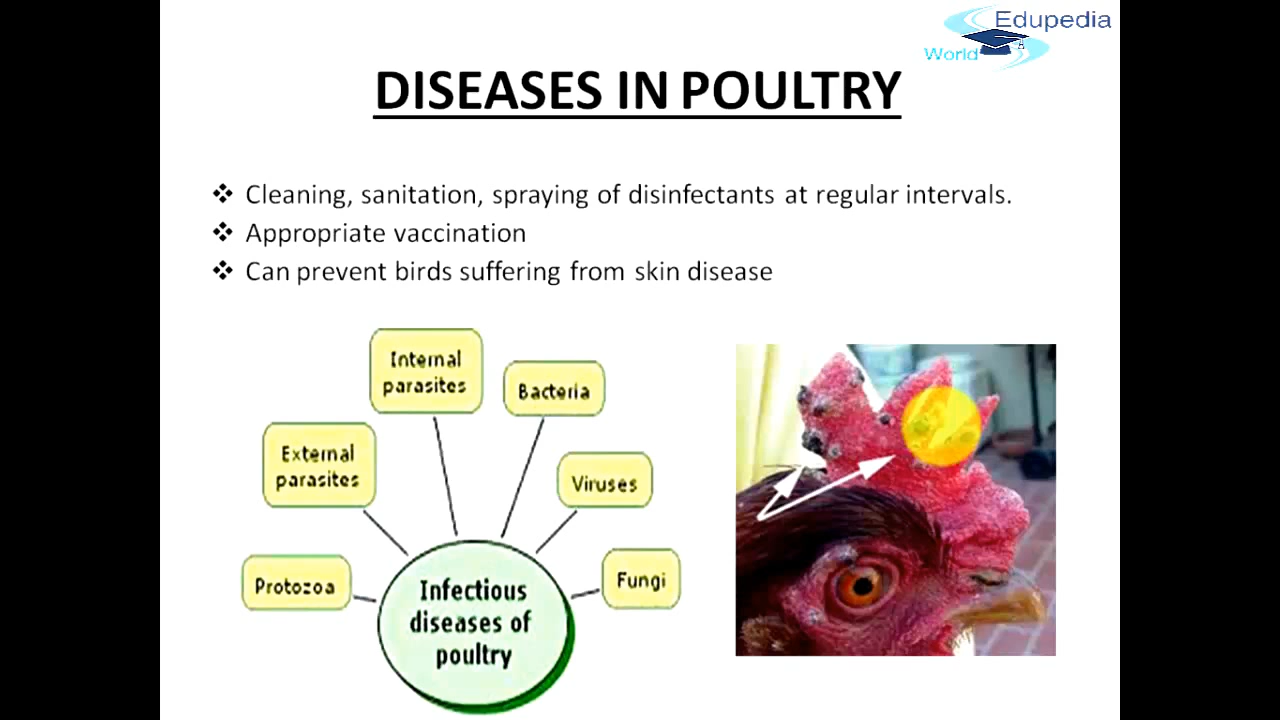 Edupedia
World
DISEASES IN POULTRY
❖ Cleaning, sanitation, spraying of disinfectants at regular intervals.
❖ Appropriate vaccination
❖ Can prevent birds suffering from skin disease
Internal
parasites
Bacteria
External
parasites
Viruses
Protozoa
Fungi
Infectious
diseases of
poultry